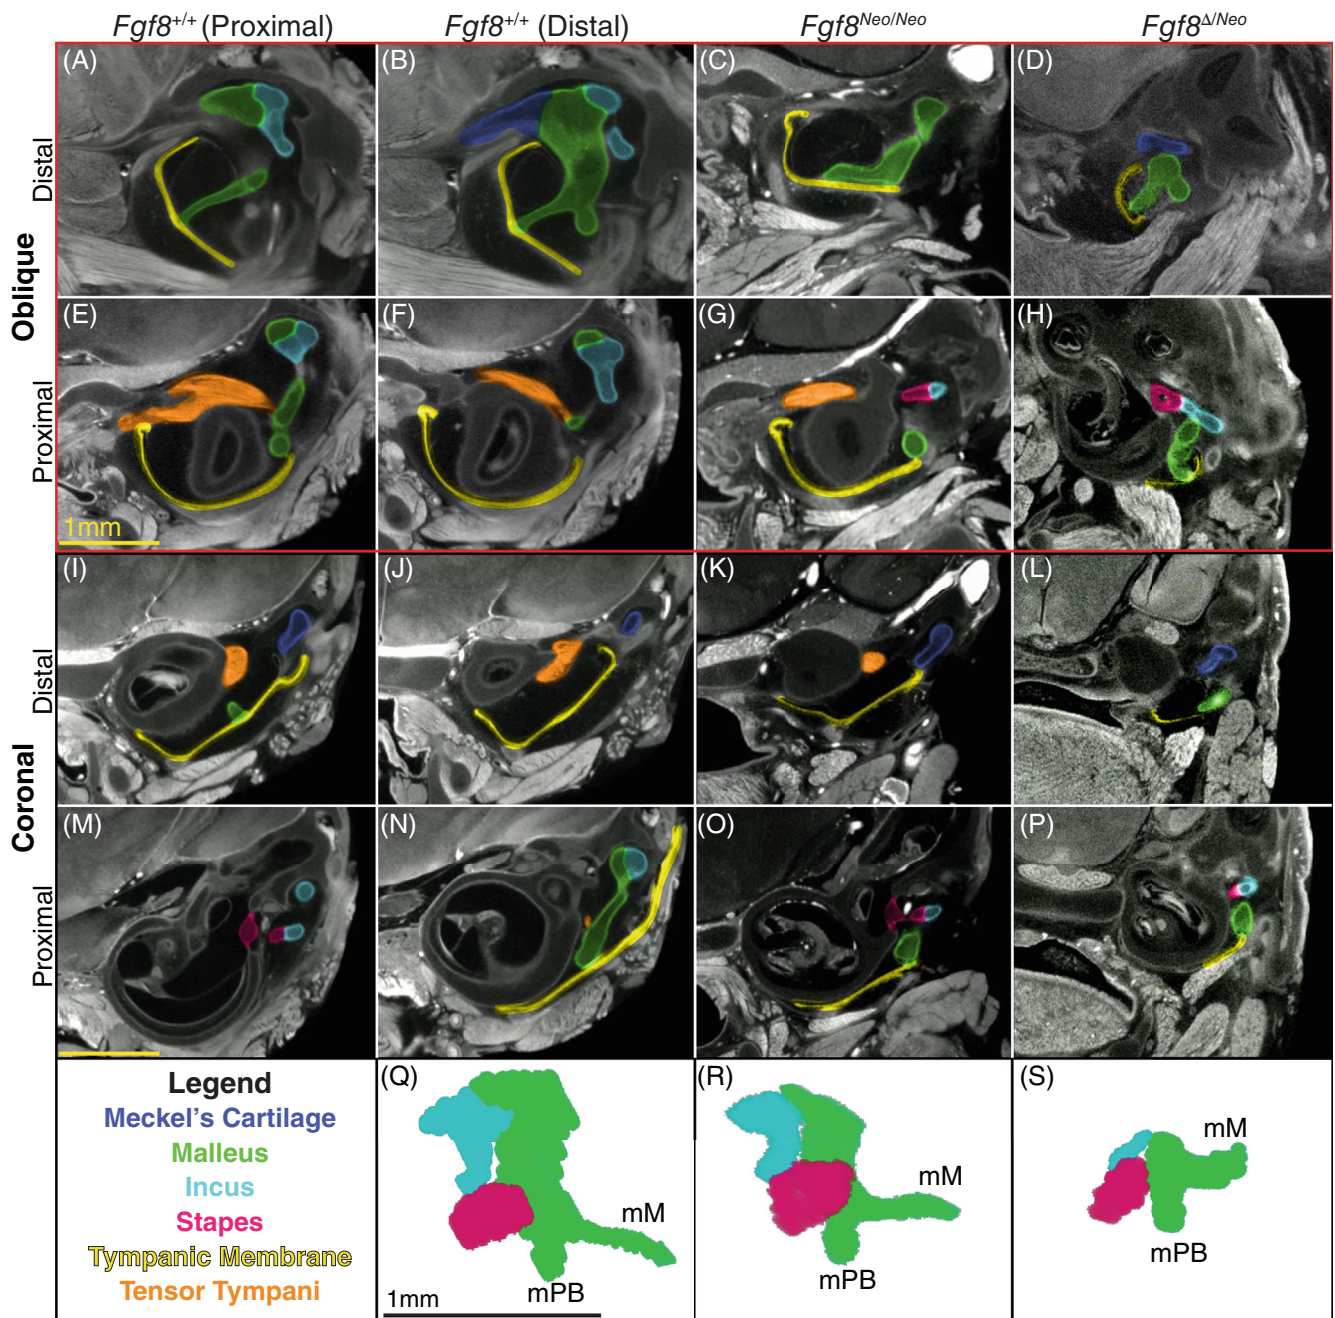 Fgf8+/+ (Proximal) Fgf8+/+ (Distal) Fgf8Neo/Neo FgfδΔ/Neo
Oblique
Distal
(A) (B) (C) (D)
Proximal
(E) (F) (G) (H)
1mm
Coronal
Distal
(I) (J) (K) (L)
Proximal
(M) (N) (O) (P)
Legend
Meckel's Cartilage
Malleus
Incus
Stapes
Tympanic Membrane
Tensor Tympani
(Q) (R) (S)
mM mM mM
mPB mPB mPB
1mm